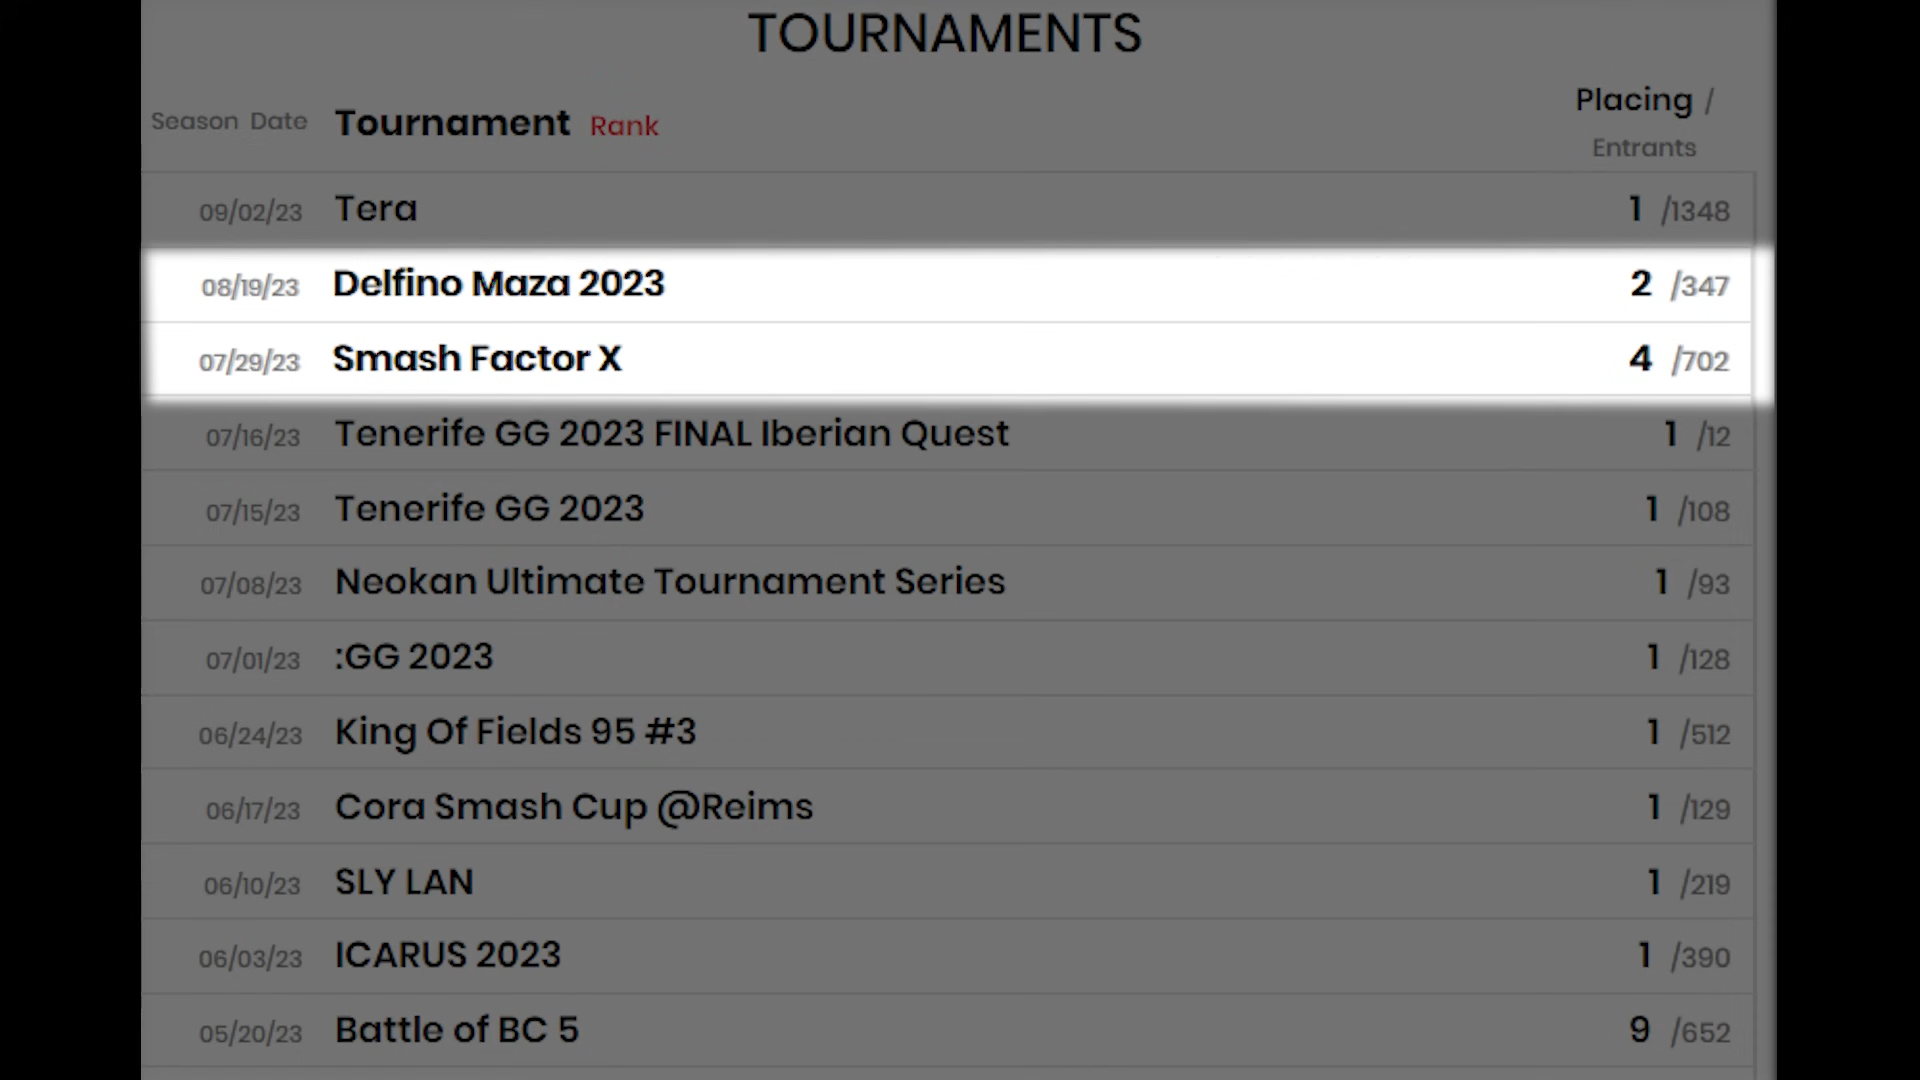 TOURNAMENTS
Season Date Tournament Rank Placing /
Entrants
09/02/23 Tera 1 /1348
08/19/23 Delfino Maza 2023 2 /347
07/29/23 Smash Factor X 4 /702
07/16/23 Tenerife GG 2023 FINAL Iberian Quest 1 /12
07/15/23 Tenerife GG 2023 1 /108
07/08/23 Neokan Ultimate Tournament Series 1 /93
07/01/23 :GG 2023 1 /128
06/24/23 King Of Fields 95 #3 1 /512
06/17/23 Cora Smash Cup @Reims 1 /129
06/10/23 SLY LAN 1 /219
06/03/23 ICARUS 2023 1 /390
05/20/23 Battle of BC 5 9 /652